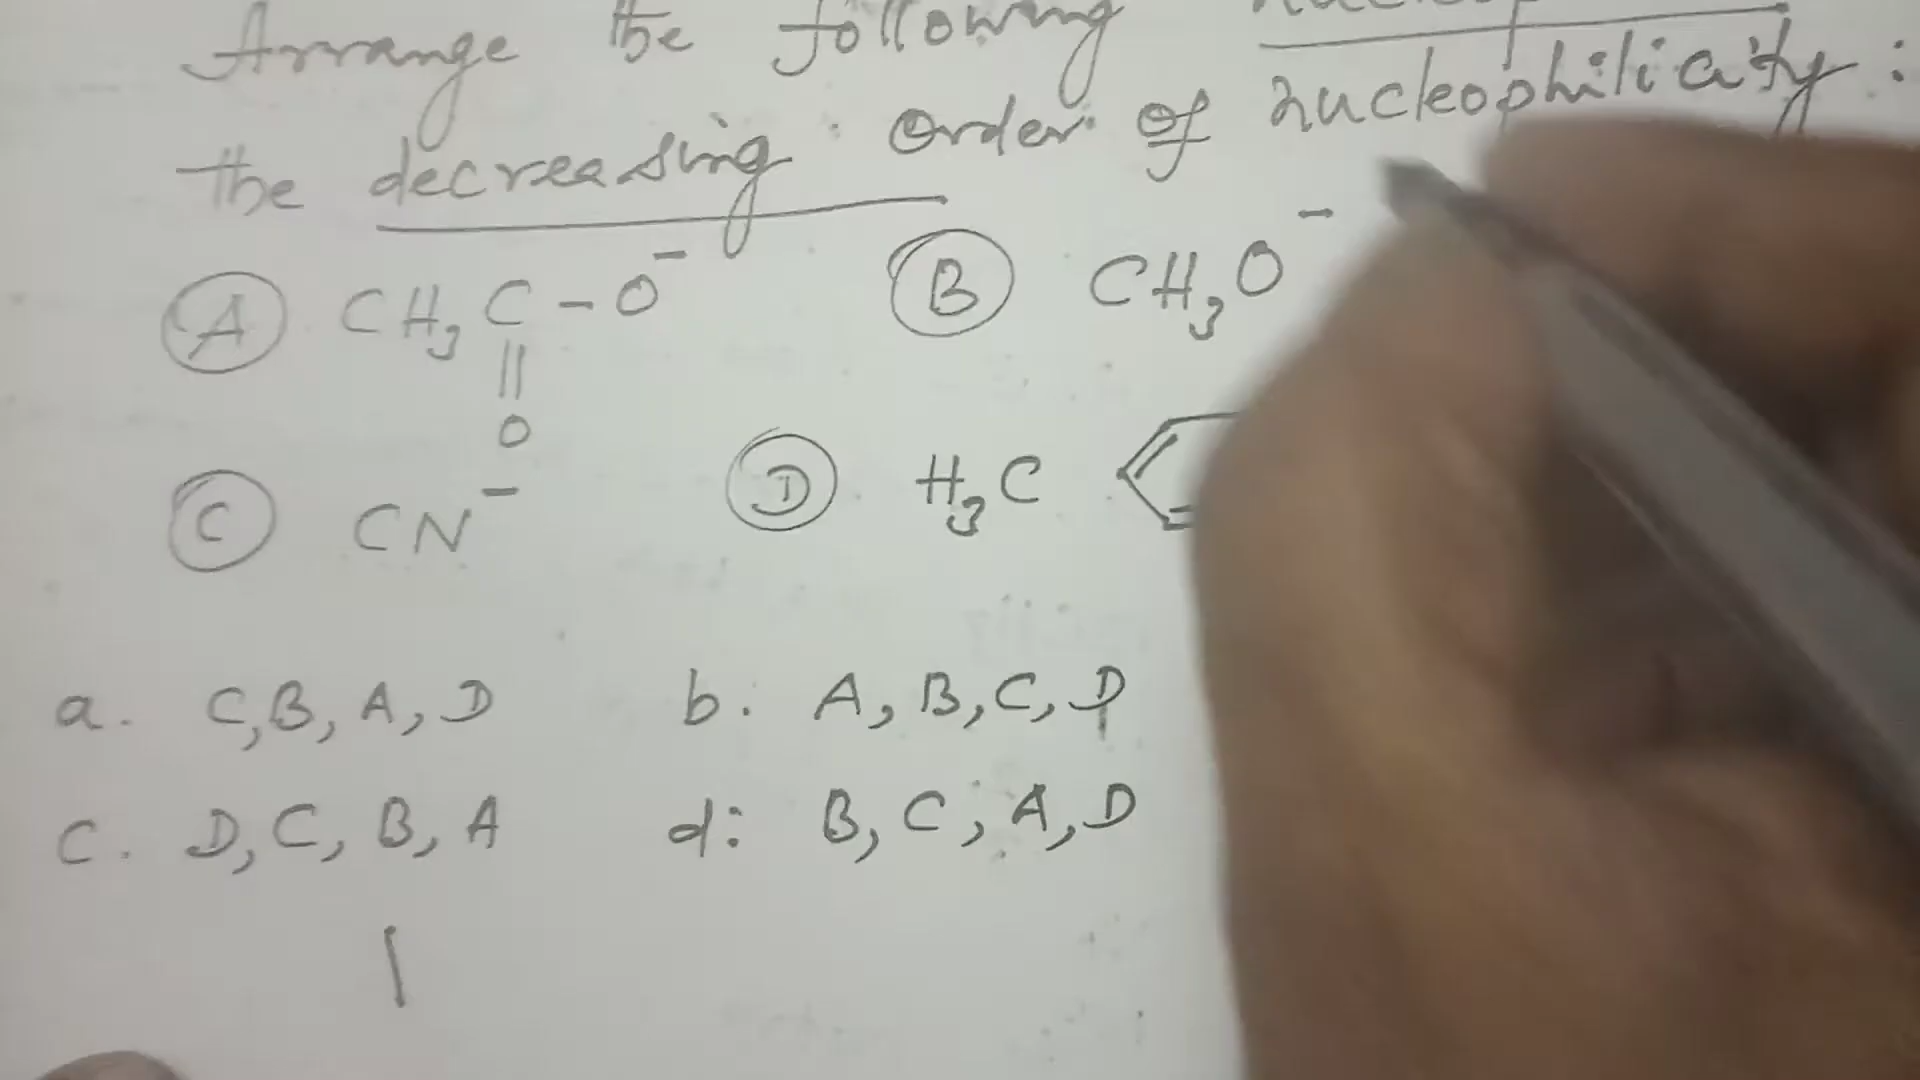 Arrange the following
the decreasing order of nucleophilicity:
A CH3C-O-
||
O
B CH3O-
C CN-
D H3C
a. C,B, A, D b. A, B, C, D
c. D, C, B, A d: B, C, A, D